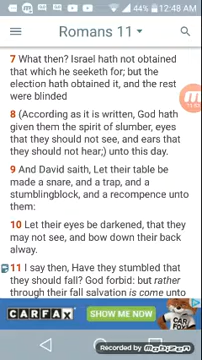 44% 12:48 AM
Romans 11
7 What then? Israel hath not obtained
that which he seeketh for; but the
election hath obtained it, and the rest
were blinded
8 (According as it is written, God hath
given them the spirit of slumber, eyes
that they should not see, and ears that
they should not hear;) unto this day.
9 And David saith, Let their table be
made a snare, and a trap, and a
stumblingblock, and a recompence unto
them:
10 Let their eyes be darkened, that they
may not see, and bow down their back
alway.
11 I say then, Have they stumbled that
they should fall? God forbid: but rather
through their fall salvation is come unto
CARFAX
SHOW ME NOW
Recorded by